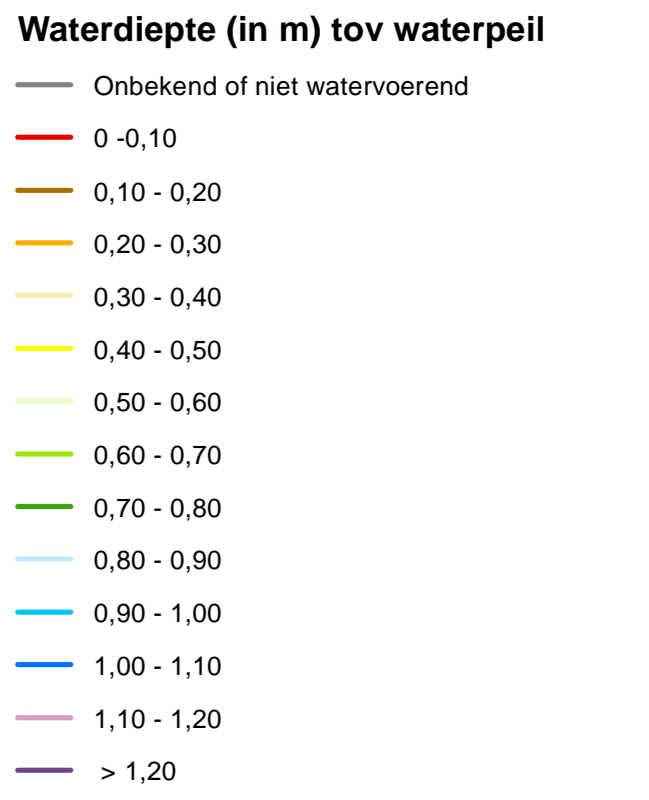 Waterdiepte (in m) tov waterpeil
Onbekend of niet watervoerend
0 -0,10
0,10 - 0,20
0,20 - 0,30
0,30 - 0,40
0,40 - 0,50
0,50 - 0,60
0,60 - 0,70
0,70 - 0,80
0,80 - 0,90
0,90 - 1,00
1,00 - 1,10
1,10 - 1,20
> 1,20